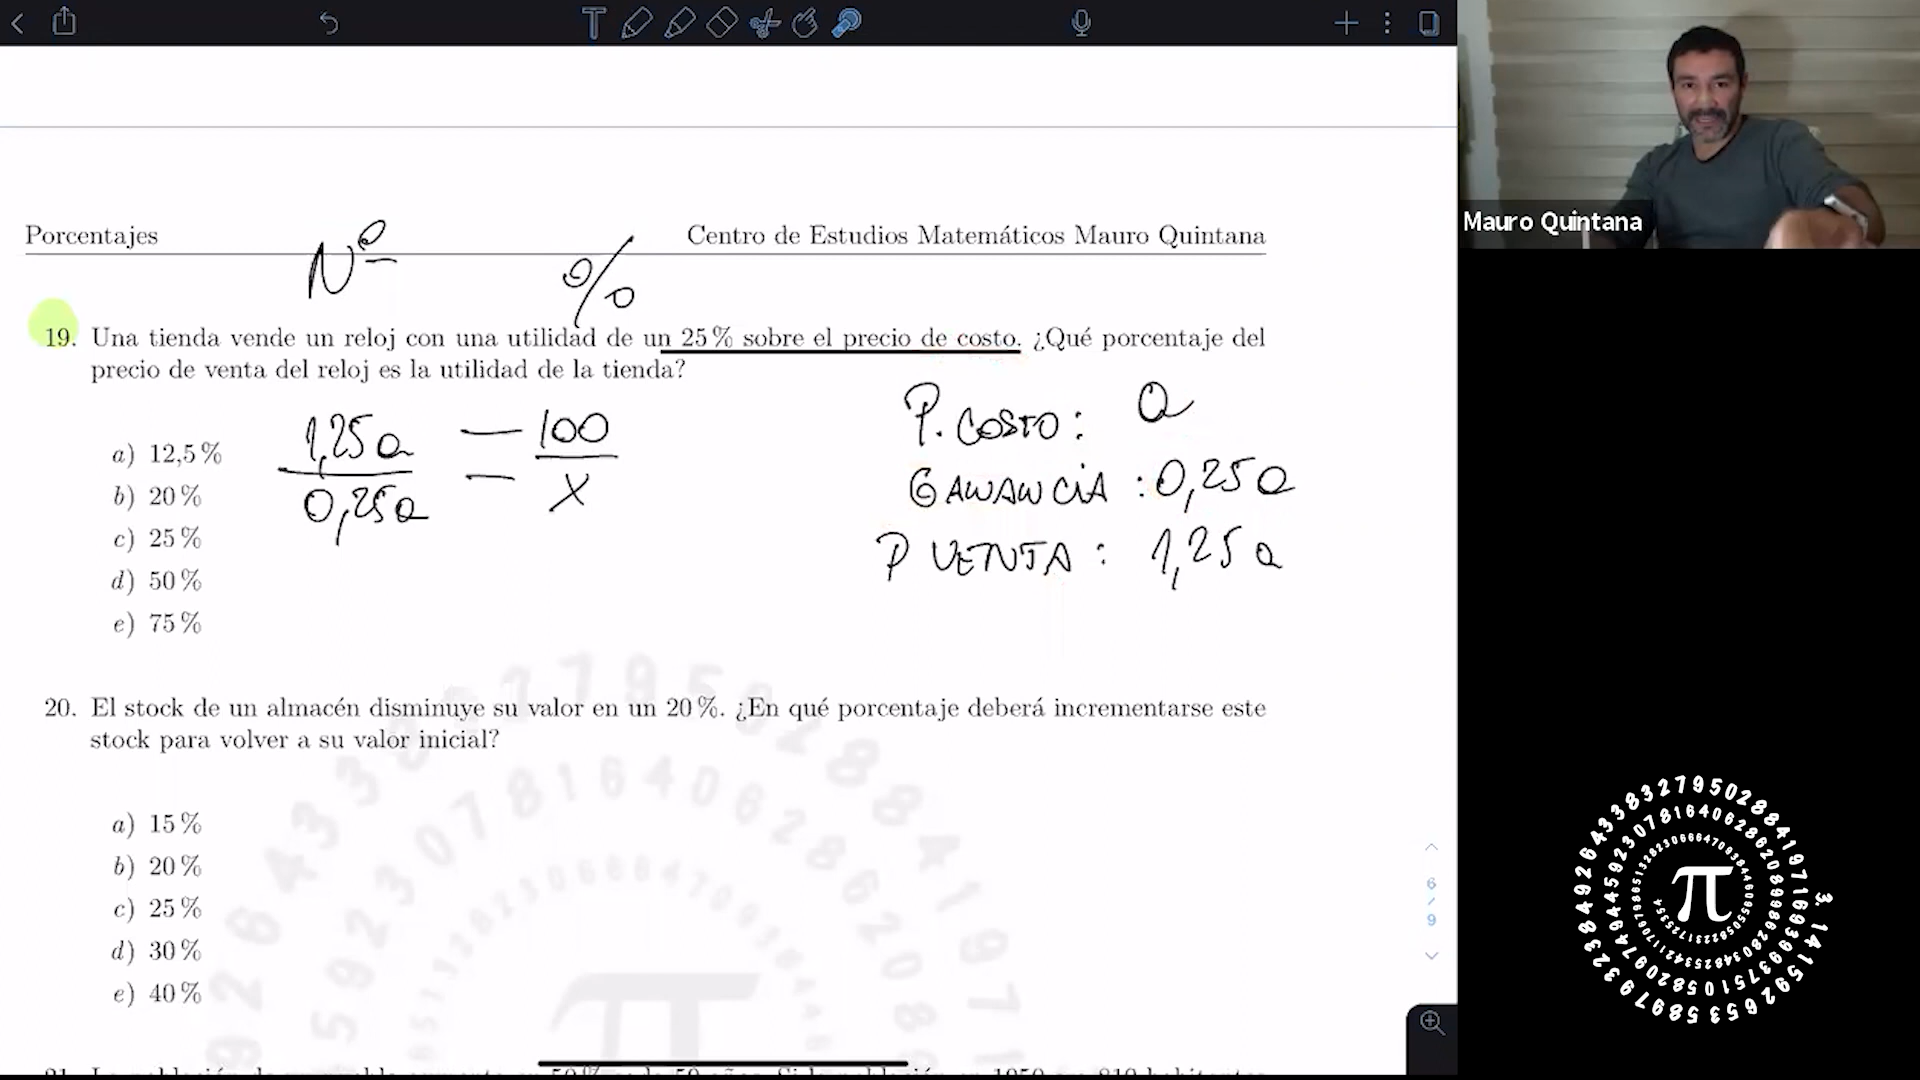 Mauro Quintana
Porcentajes
Centro de Estudios Matemáticos Mauro Quintana
Nº %
19. Una tienda vende un reloj con una utilidad de un 25 % sobre el precio de costo. ¿Qué porcentaje del
precio de venta del reloj es la utilidad de la tienda?
a) 12,5 %
b) 20 %
c) 25 %
d) 50 %
e) 75 %
1,25a — 100
0,25a — x
P. COSTO: a
GANANCIA: 0,25a
P VENTA: 1,25a
20. El stock de un almacén disminuye su valor en un 20 %. ¿En qué porcentaje deberá incrementarse este
stock para volver a su valor inicial?
a) 15 %
b) 20 %
c) 25 %
d) 30 %
e) 40 %
6
/
9
π